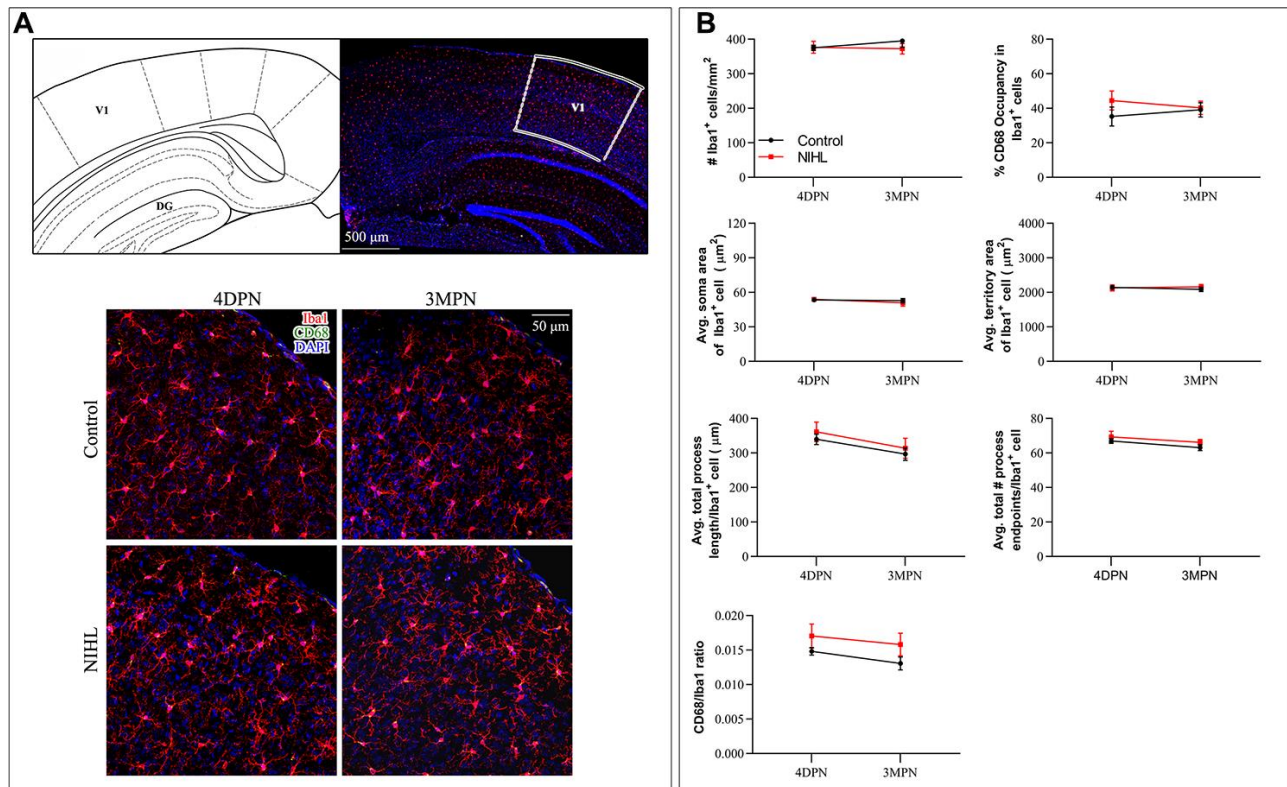 A
V1
DG
V1
500 μm
4DPN
3MPN
Control
Iba1
CD68
DAPI
50 μm
NIHL
B
# Iba1⁺ cells/mm²
400
300
200
100
0
Control
NIHL
4DPN
3MPN
% CD68 Occupancy in
Iba1⁺ cells
80
60
40
20
0
4DPN
3MPN
Avg. soma area
of Iba1⁺ cell ( μm²)
120
90
60
30
0
4DPN
3MPN
Avg. territory area
of Iba1⁺ cell ( μm²)
4000
3000
2000
1000
0
4DPN
3MPN
Avg. total process
length/Iba1⁺ cell ( μm)
400
300
200
100
0
4DPN
3MPN
Avg. total # process
endpoints/Iba1⁺ cell
80
60
40
20
0
4DPN
3MPN
CD68/Iba1 ratio
0.020
0.015
0.010
0.005
0.000
4DPN
3MPN